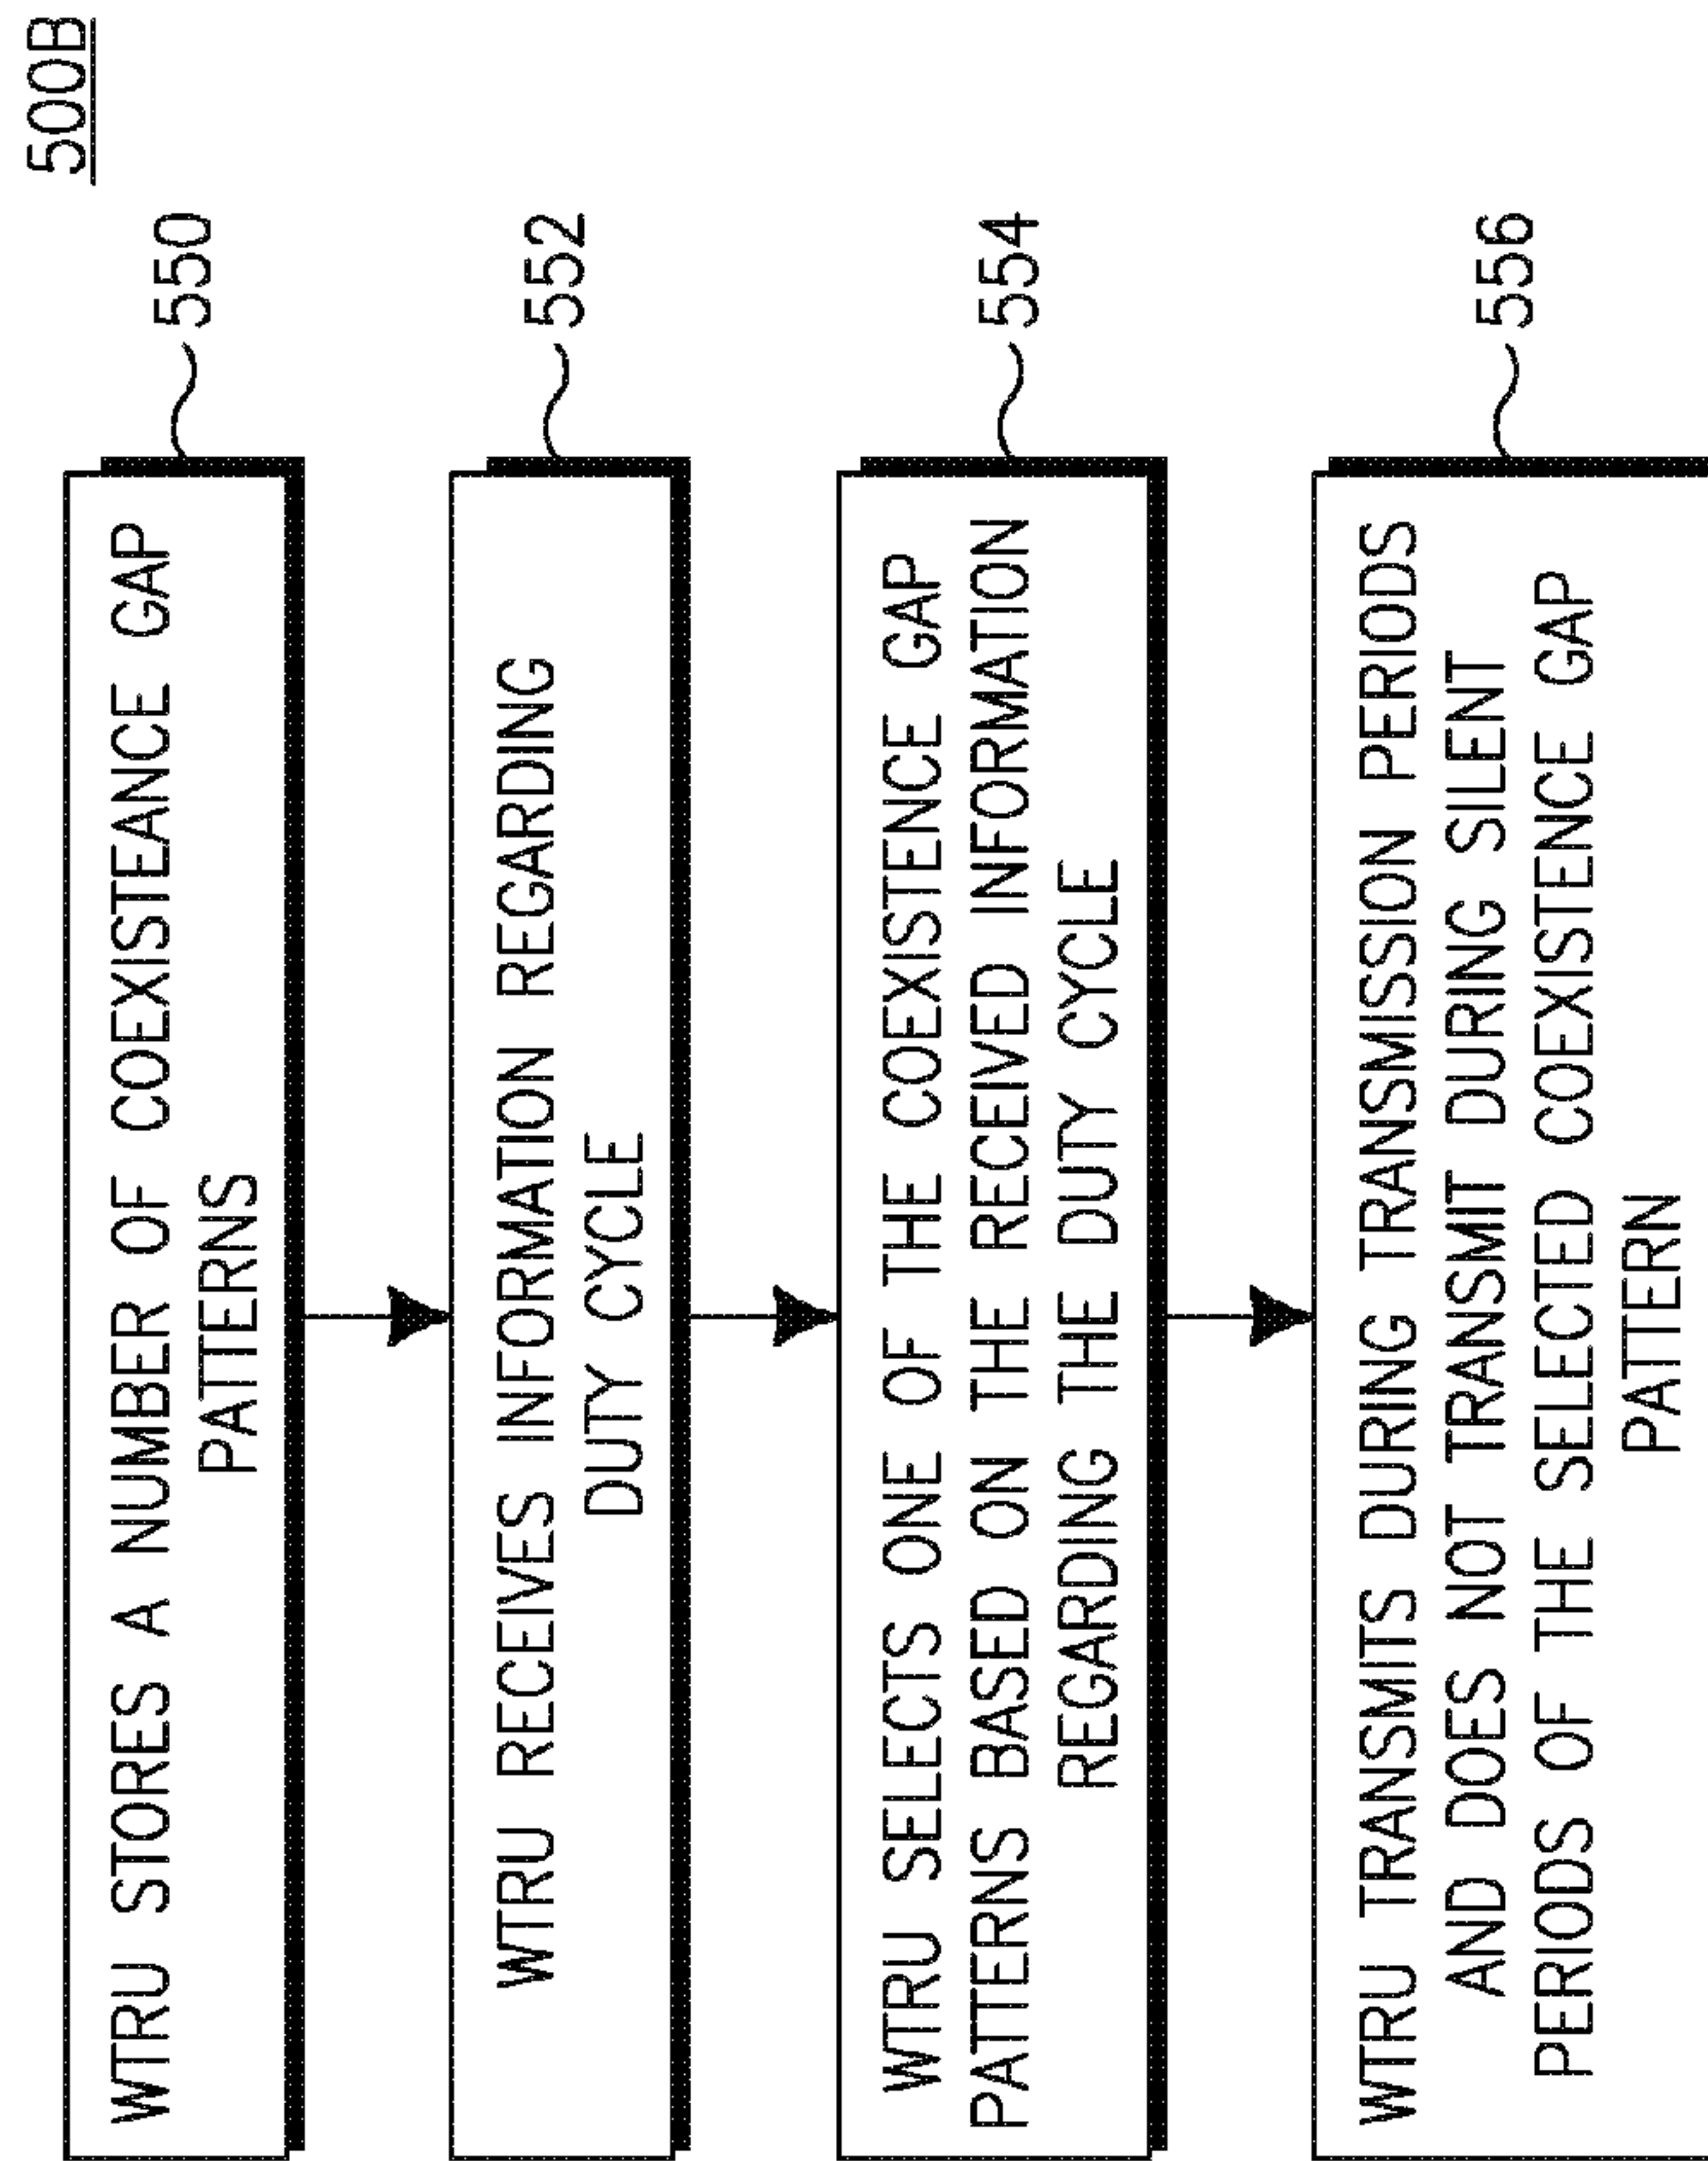 500B
WTRU STORES A NUMBER OF COEXISTEANCE GAP
PATTERNS
550
WTRU RECEIVES INFORMATION REGARDING
DUTY CYCLE
552
WTRU SELECTS ONE OF THE COEXISTENCE GAP
PATTERNS BASED ON THE RECEIVED INFORMATION
REGARDING THE DUTY CYCLE
554
WTRU TRANSMITS DURING TRANSMISSION PERIODS
AND DOES NOT TRANSMIT DURING SILENT
PERIODS OF THE SELECTED COEXISTENCE GAP
PATTERN
556